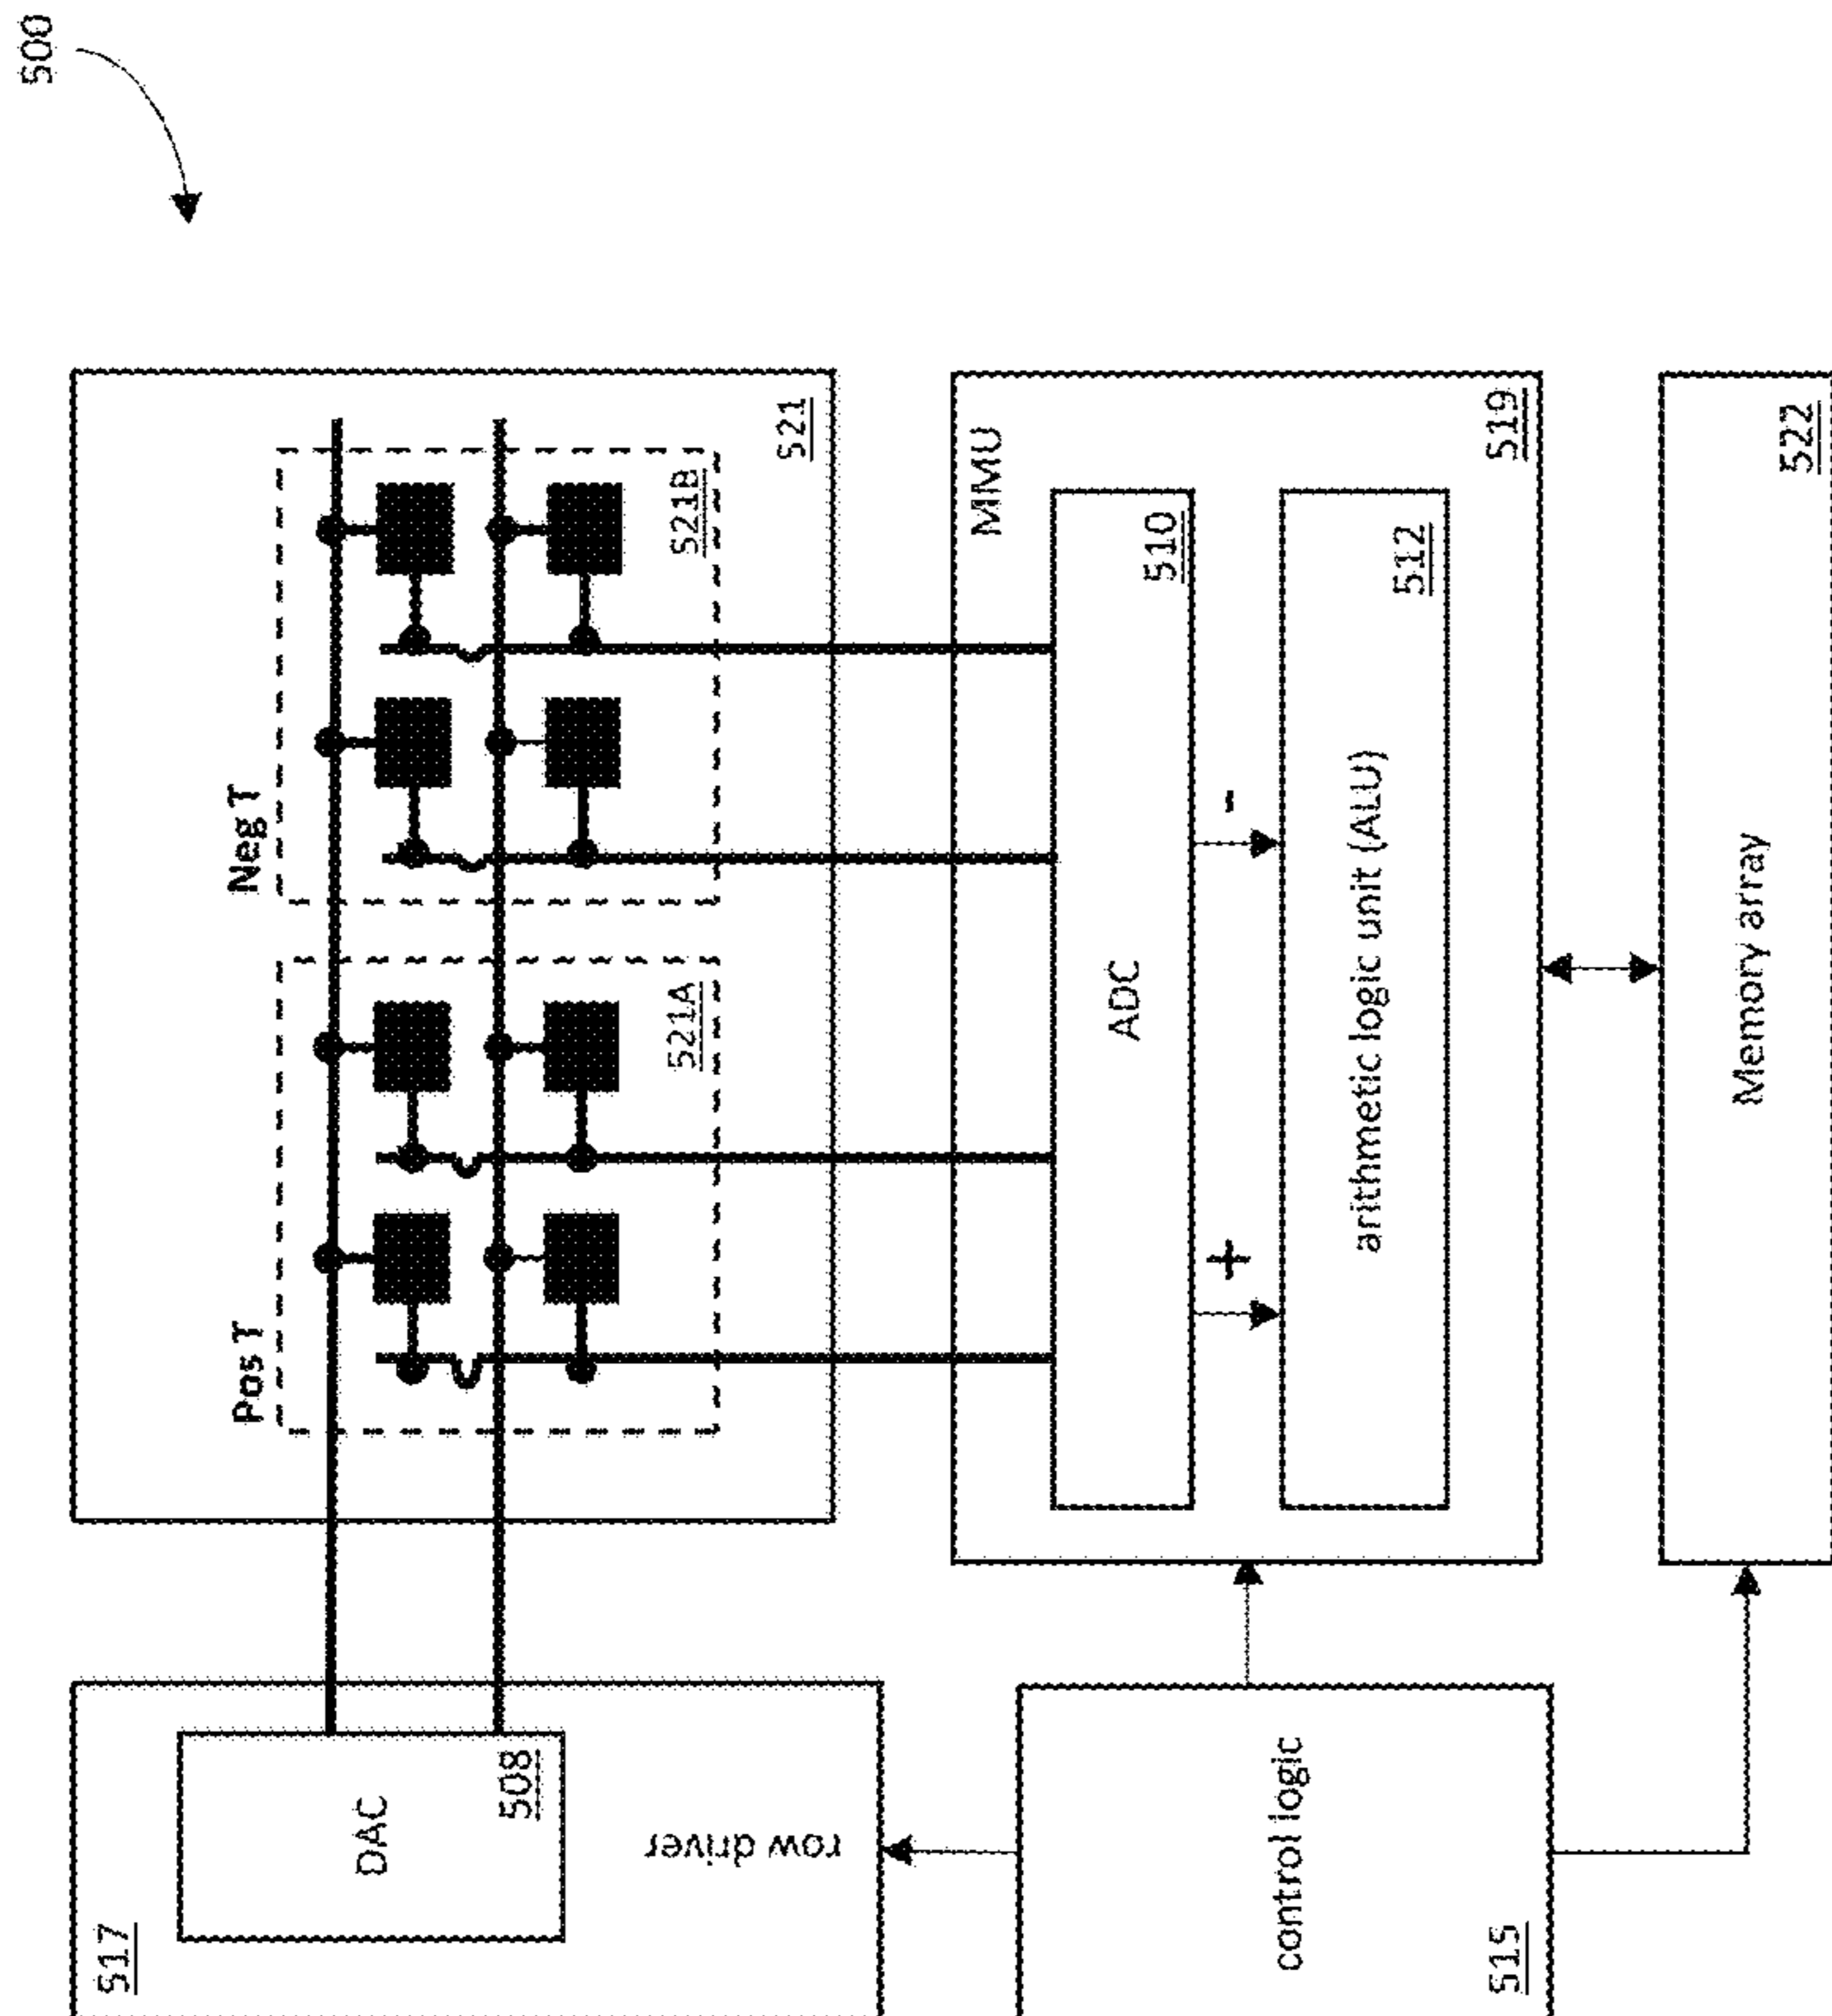 500
Pos T
Neg T
521A
521B
521
517
DAC
508
row driver
MMU
ADC
510
+
-
arithmetic logic unit (ALU)
512
519
control logic
515
Memory array
522